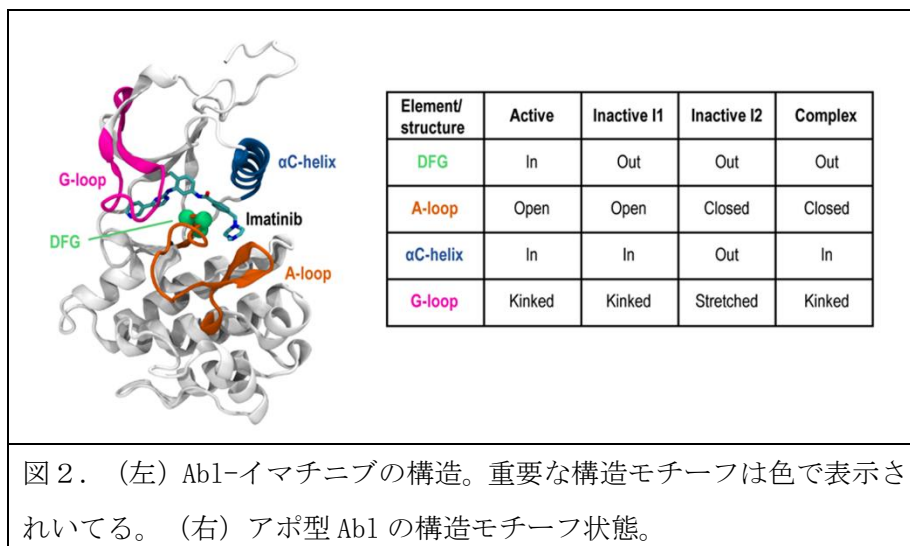 G-loop
αC-helix
DFG
Imatinib
A-loop
Element/ structure Active Inactive I1 Inactive I2 Complex
DFG In Out Out Out
A-loop Open Open Closed Closed
αC-helix In In Out In
G-loop Kinked Kinked Stretched Kinked
図２. （左）Abl-イマチニブの構造。重要な構造モチーフは色で表示さ
れいてる。（右）アポ型 Abl の構造モチーフ状態。